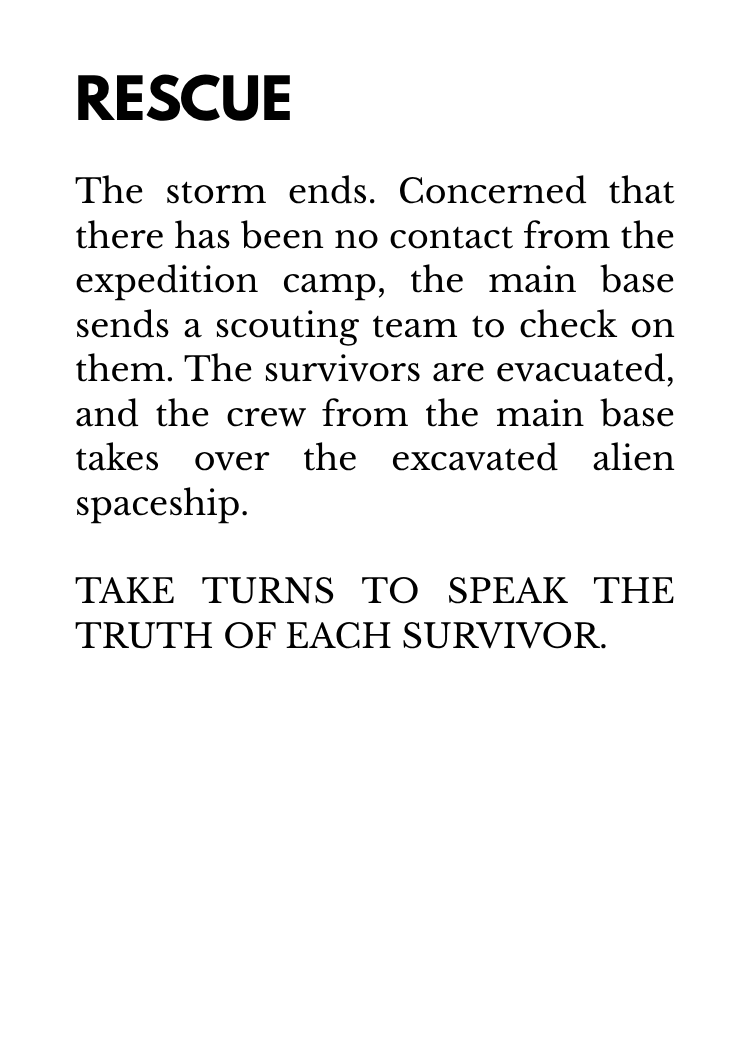 RESCUE
The storm ends. Concerned that
there has been no contact from the
expedition camp, the main base
sends a scouting team to check on
them. The survivors are evacuated,
and the crew from the main base
takes over the excavated alien
spaceship.
TAKE TURNS TO SPEAK THE
TRUTH OF EACH SURVIVOR.